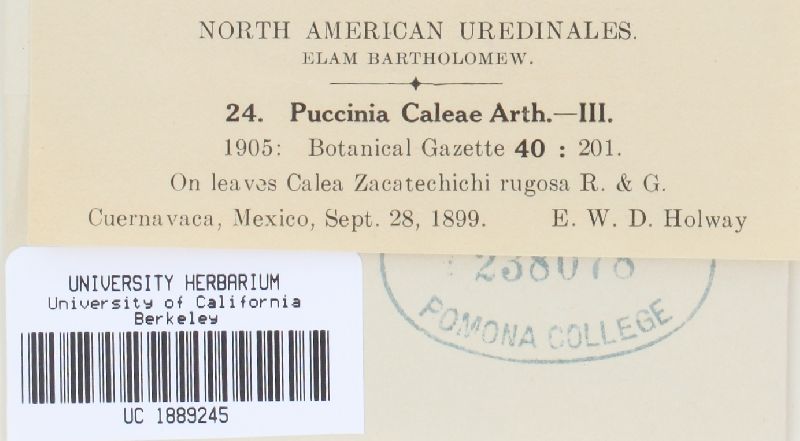 NORTH AMERICAN UREDINALES.
ELAM BARTHOLOMEW.
24. Puccinia Caleae Arth.—III.
1905: Botanical Gazette 40 : 201.
On leaves Calea Zacatechichi rugosa R. & G.
Cuernavaca, Mexico, Sept. 28, 1899. E. W. D. Holway
238078
POMONA COLLEGE
UNIVERSITY HERBARIUM
University of California
Berkeley
UC 1889245